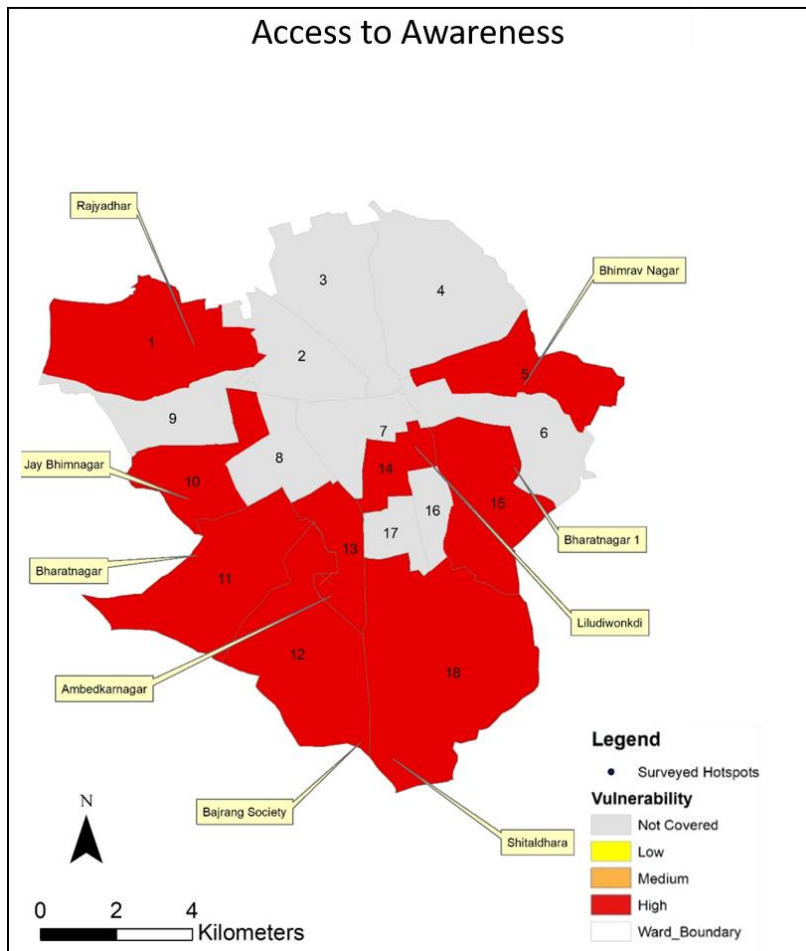 Access to Awareness
Rajyadhar
Bhimrav Nagar
3
4
1
2
5
9
7
6
8
Jay Bhimnagar
10
14
15
16
17
Bharatnagar 1
13
Bharatnagar
11
Liludiwonkdi
12
18
Ambedkarnagar
Legend
Surveyed Hotspots
Vulnerability
N
Bajrang Society
Not Covered
Shitaldhara
Low
Medium
High
0 2 4
Kilometers
Ward_Boundary